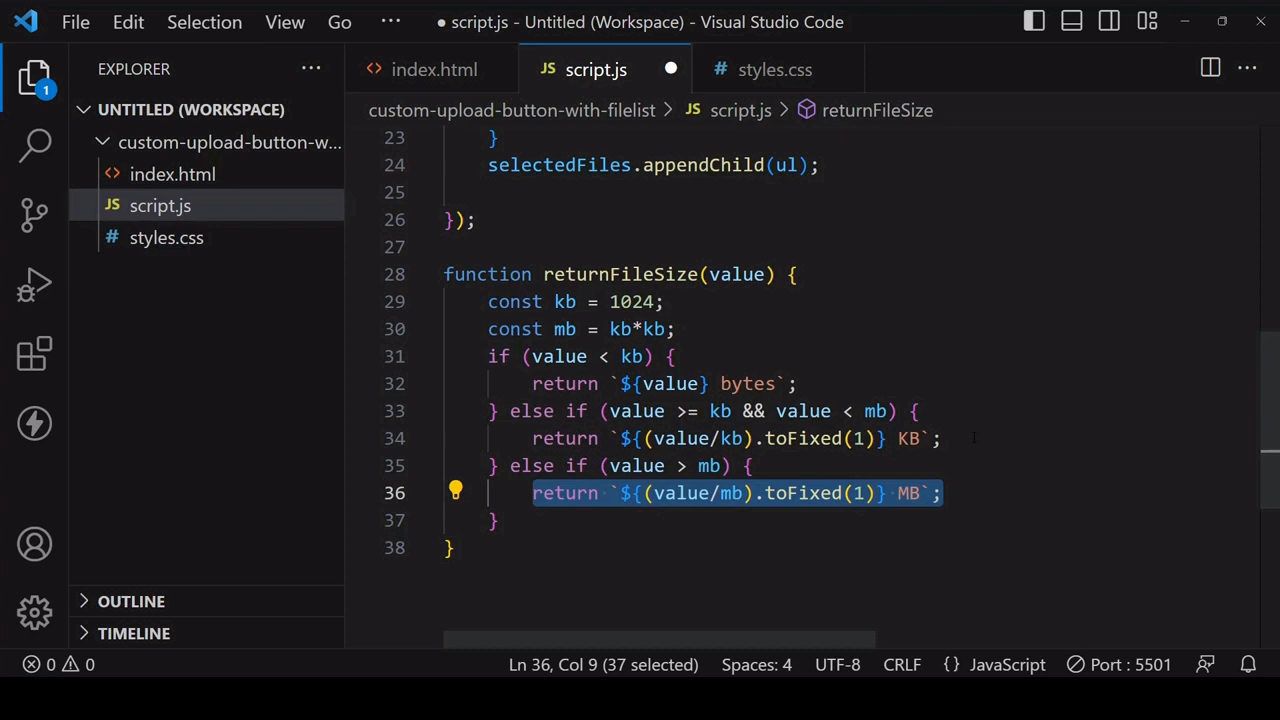 File Edit Selection View Go ··· ● script.js - Untitled (Workspace) - Visual Studio Code
EXPLORER ···
index.html JS script.js ● # styles.css ···
1
UNTITLED (WORKSPACE)
custom-upload-button-with-filelist > JS script.js > returnFileSize
custom-upload-button-w...
index.html
JS script.js
# styles.css
23 }
24 selectedFiles.appendChild(ul);
25
26 });
27
28 function returnFileSize(value) {
29 const kb = 1024;
30 const mb = kb*kb;
31 if (value < kb) {
32 return `${value} bytes`;
33 } else if (value >= kb && value < mb) {
34 return `${(value/kb).toFixed(1)} KB`;
35 } else if (value > mb) {
36 return `${(value/mb).toFixed(1)} MB`;
37 }
38 }
OUTLINE
TIMELINE
0 0 Ln 36, Col 9 (37 selected) Spaces: 4 UTF-8 CRLF {} JavaScript Port : 5501